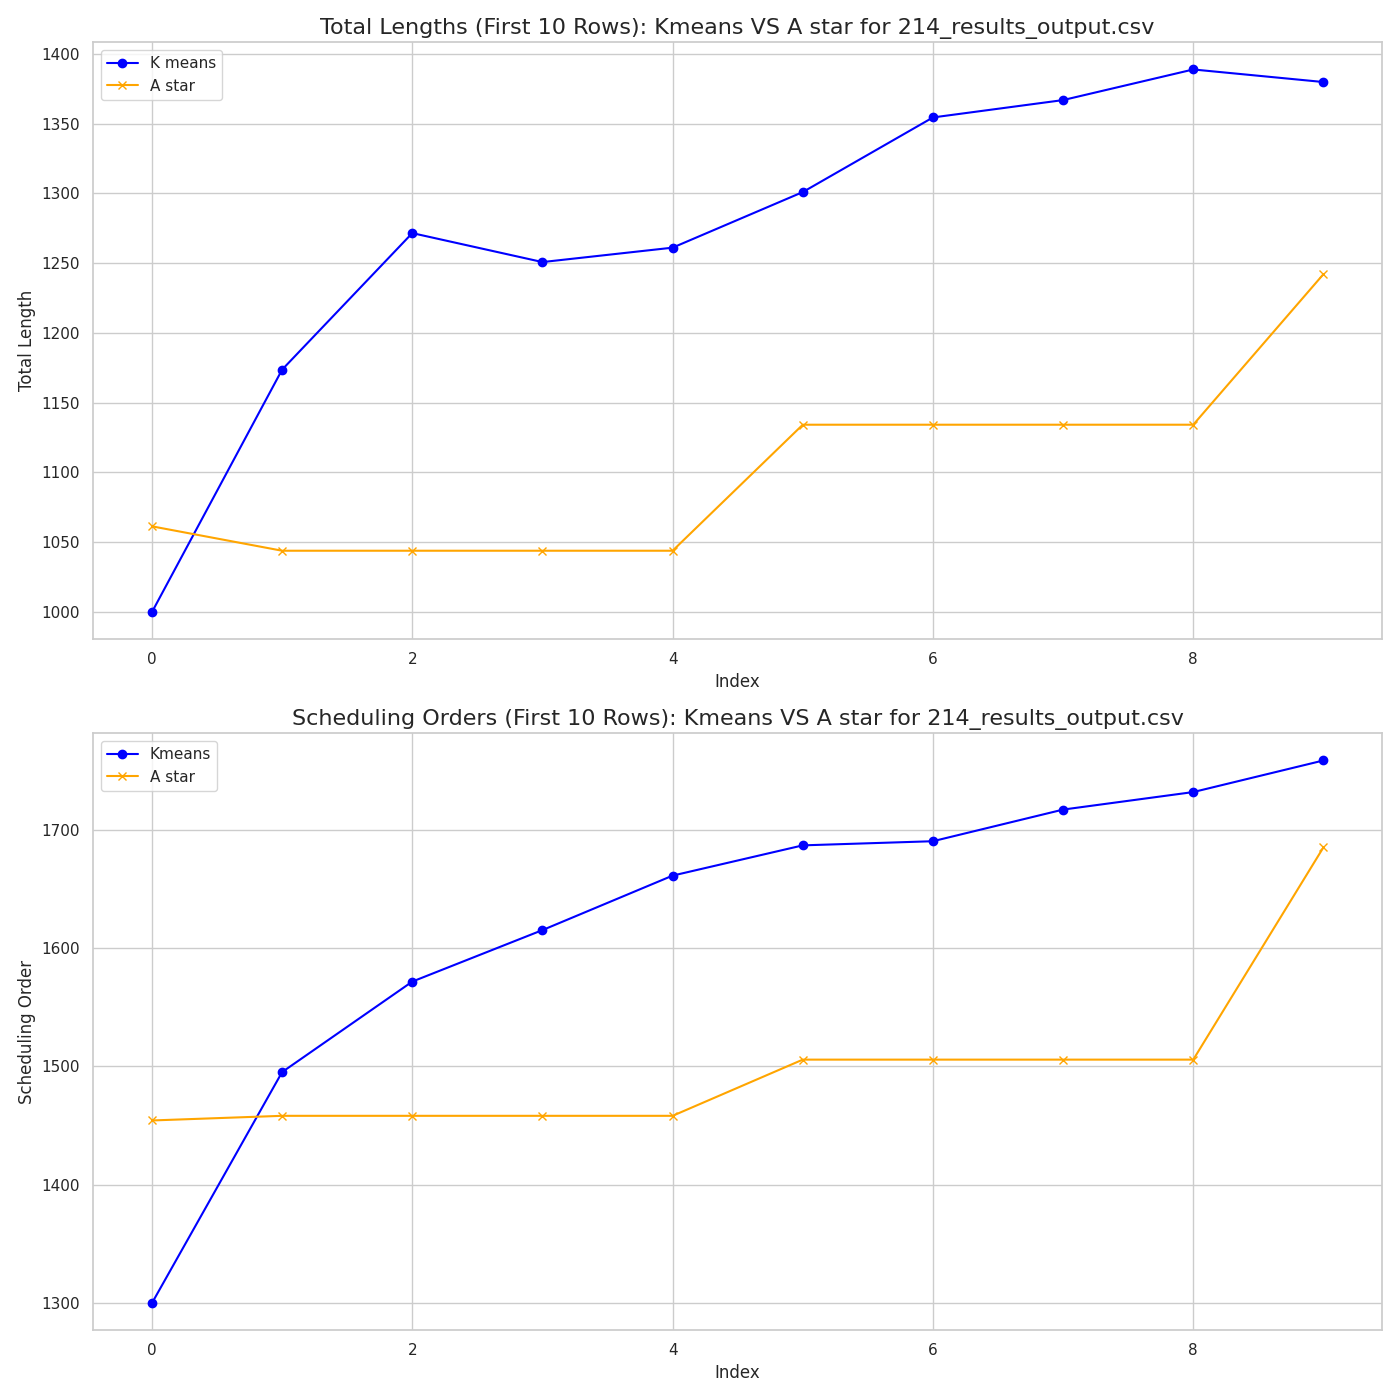 Total Lengths (First 10 Rows): Kmeans VS A star for 214_results_output.csv
K means
A star
1400
1350
1300
1250
1200
1150
1100
1050
1000
Total Length
0 2 4 6 8
Index
Scheduling Orders (First 10 Rows): Kmeans VS A star for 214_results_output.csv
Kmeans
A star
1700
1600
1500
1400
1300
Scheduling Order
0 2 4 6 8
Index